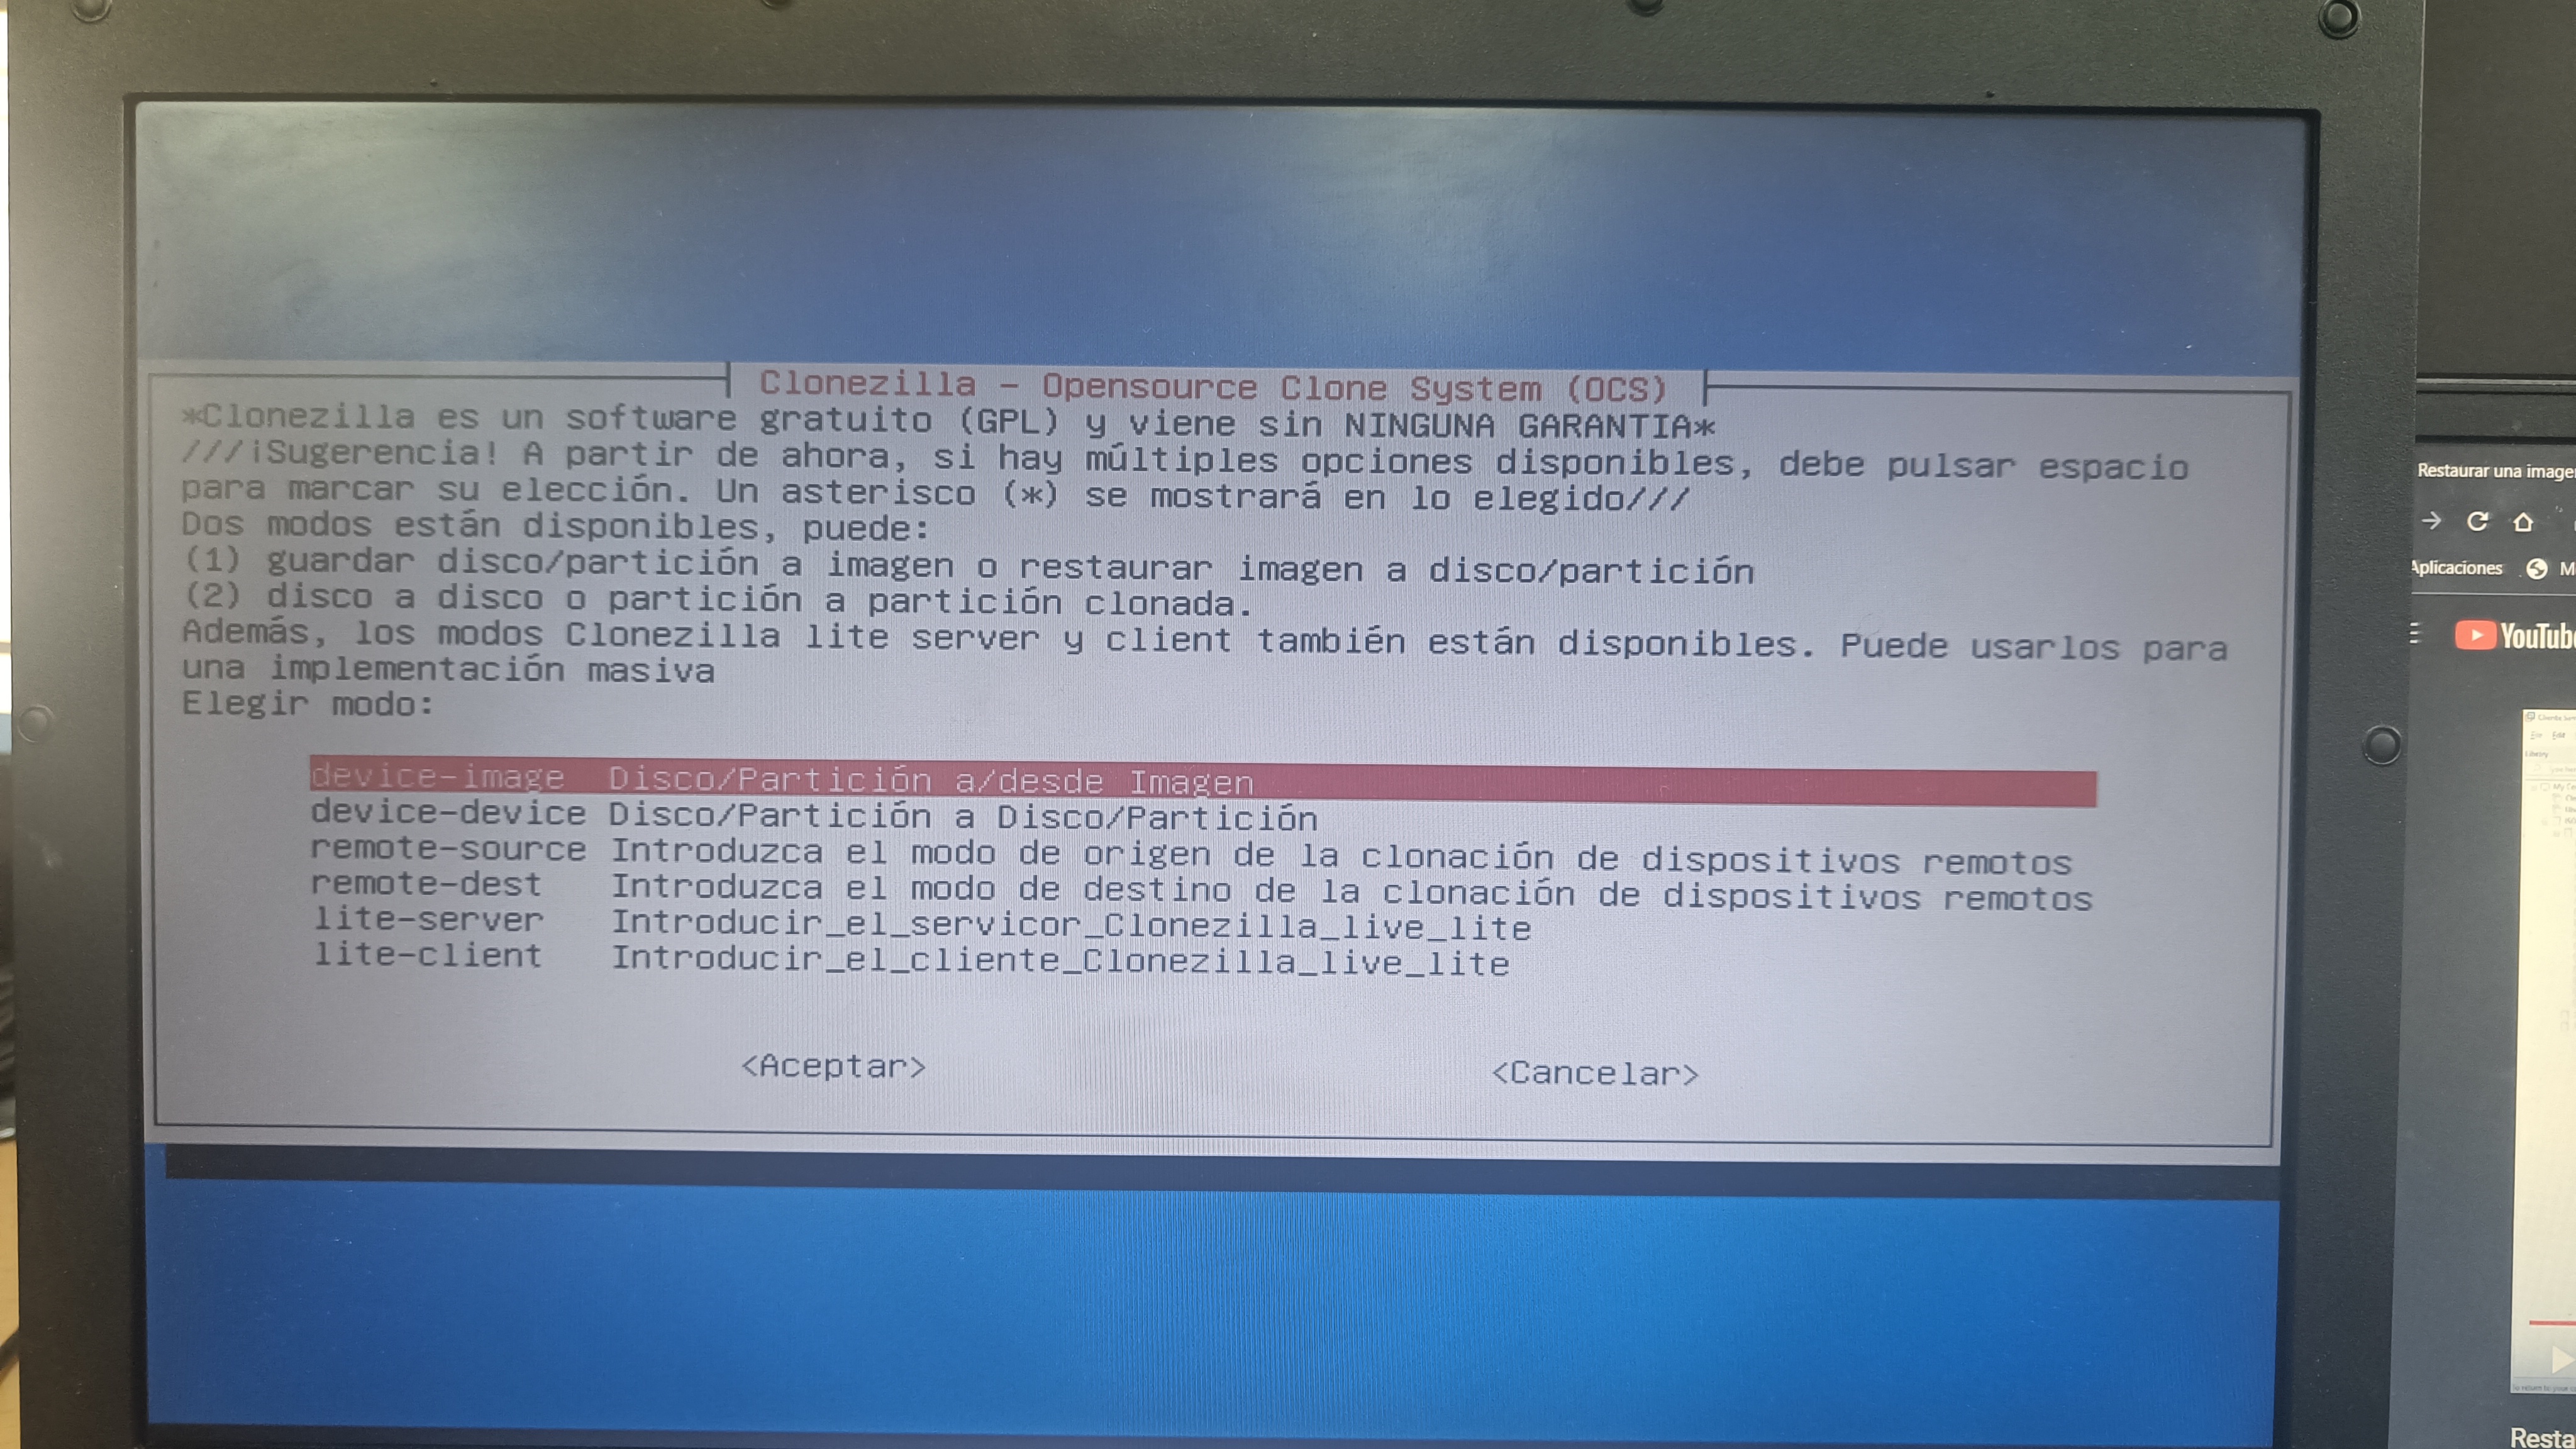 Clonezilla - Opensource Clone System (OCS)
*Clonezilla es un software gratuito (GPL) y viene sin NINGUNA GARANTIA*
///¡Sugerencia! A partir de ahora, si hay múltiples opciones disponibles, debe pulsar espacio
para marcar su elección. Un asterisco (*) se mostrará en lo elegido///
Dos modos están disponibles, puede:
(1) guardar disco/partición a imagen o restaurar imagen a disco/partición
(2) disco a disco o partición a partición clonada.
Además, los modos Clonezilla lite server y client también están disponibles. Puede usarlos para
una implementación masiva
Elegir modo:
device-image Disco/Partición a/desde Imagen
device-device Disco/Partición a Disco/Partición
remote-source Introduzca el modo de origen de la clonación de dispositivos remotos
remote-dest Introduzca el modo de destino de la clonación de dispositivos remotos
lite-server Introducir_el_servicor_Clonezilla_live_lite
lite-client Introducir_el_cliente_Clonezilla_live_lite
<Aceptar> <Cancelar>
Restaurar una image
Aplicaciones M
YouTub
Resta